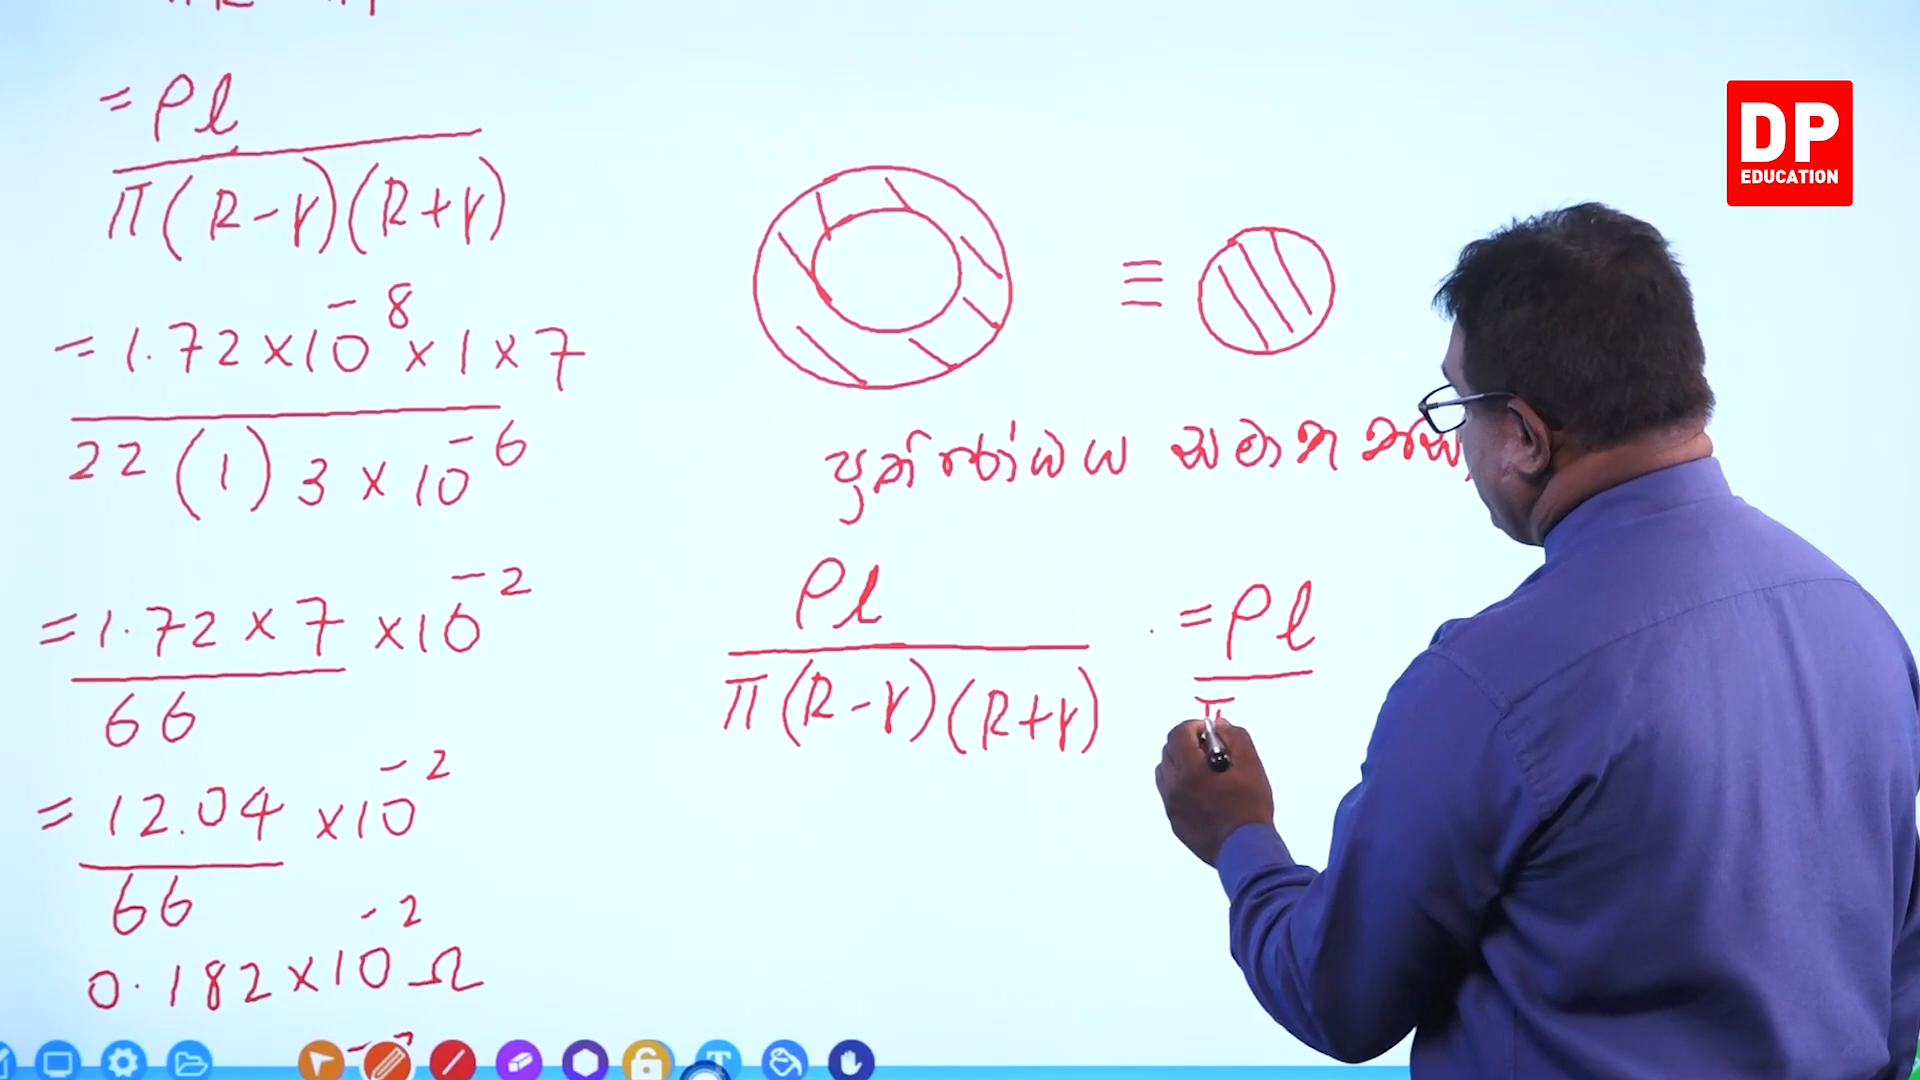 = ρl
π(R-r)(R+r)
= 1.72×10⁻⁸×1×7
22 (1) 3 × 10⁻⁶
= 1.72 × 7 × 10⁻²
66
= 12.04 × 10⁻²
66
0.182 × 10⁻² Ω
≡
සමාන
ρl = ρl
π(R-r)(R+r) π
DP
EDUCATION